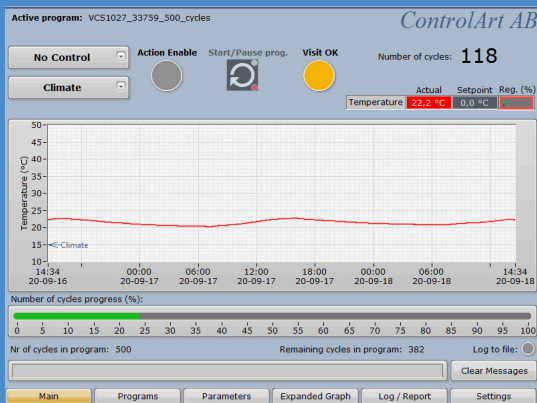 Active program: VCS1027_33759_500_cycles
ControlArt AB
No Control
Action Enable
Start/Pause prog.
Visit OK
Number of cycles: 118
Climate
Actual Setpoint Reg. (%)
Temperature 22,2 °C 0,0 °C
Temperature (°C)
50
45
40
35
30
25
20
15
10
Climate
14:34 00:00 06:00 12:00 18:00 00:00 06:00 14:34
20-09-16 20-09-17 20-09-17 20-09-17 20-09-17 20-09-18 20-09-18 20-09-18
Number of cycles progress (%):
0 5 10 15 20 25 30 35 40 45 50 55 60 65 70 75 80 85 90 95 100
Nr of cycles in program: 500 Remaining cycles in program: 382 Log to file:
Clear Messages
Main Programs Parameters Expanded Graph Log / Report Settings